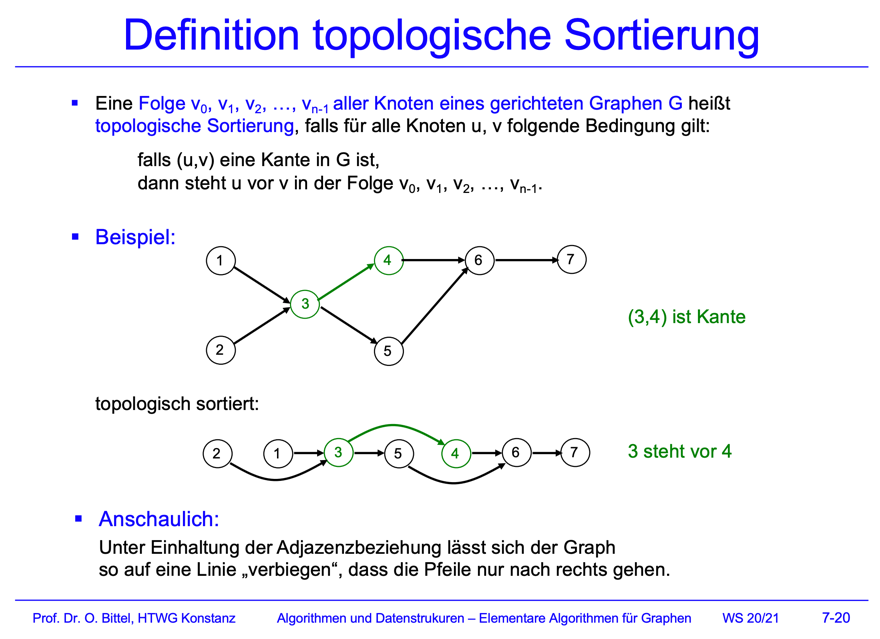 Definition topologische Sortierung
▪ Eine Folge v₀, v₁, v₂, …, vₙ₋₁ aller Knoten eines gerichteten Graphen G heißt
topologische Sortierung, falls für alle Knoten u, v folgende Bedingung gilt:
falls (u,v) eine Kante in G ist,
dann steht u vor v in der Folge v₀, v₁, v₂, …, vₙ₋₁.
▪ Beispiel:
1 4 6 7
3
(3,4) ist Kante
2 5
topologisch sortiert:
2 1 3 5 4 6 7 3 steht vor 4
▪ Anschaulich:
Unter Einhaltung der Adjazenzbeziehung lässt sich der Graph
so auf eine Linie „verbiegen“, dass die Pfeile nur nach rechts gehen.
Prof. Dr. O. Bittel, HTWG Konstanz Algorithmen und Datenstrukuren – Elementare Algorithmen für Graphen WS 20/21 7-20